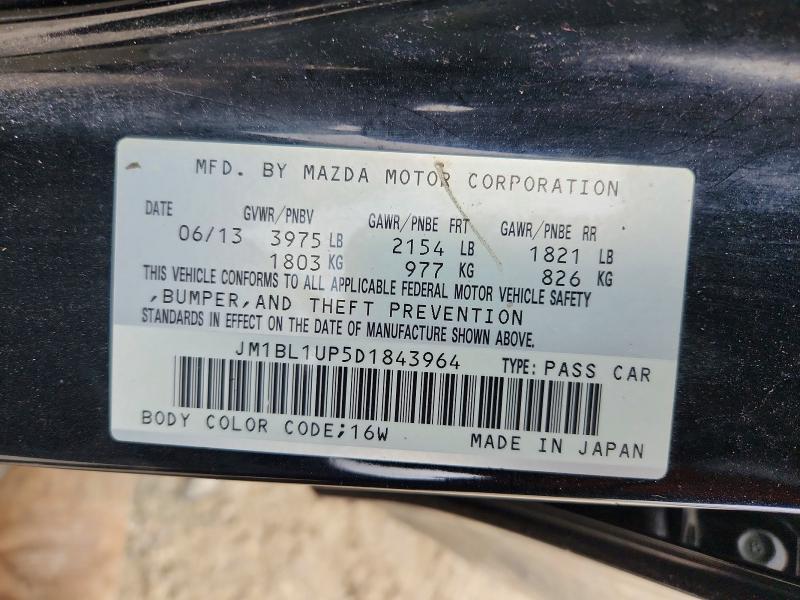 MFD. BY MAZDA MOTOR CORPORATION
DATE GVWR/PNBV GAWR/PNBE FRT GAWR/PNBE RR
06/13 3975 LB 2154 LB 1821 LB
1803 KG 977 KG 826 KG
THIS VEHICLE CONFORMS TO ALL APPLICABLE FEDERAL MOTOR VEHICLE SAFETY
,BUMPER,AND THEFT PREVENTION
STANDARDS IN EFFECT ON THE DATE OF MANUFACTURE SHOWN ABOVE.
JM1BL1UP5D1843964 TYPE: PASS CAR
BODY COLOR CODE;16W MADE IN JAPAN